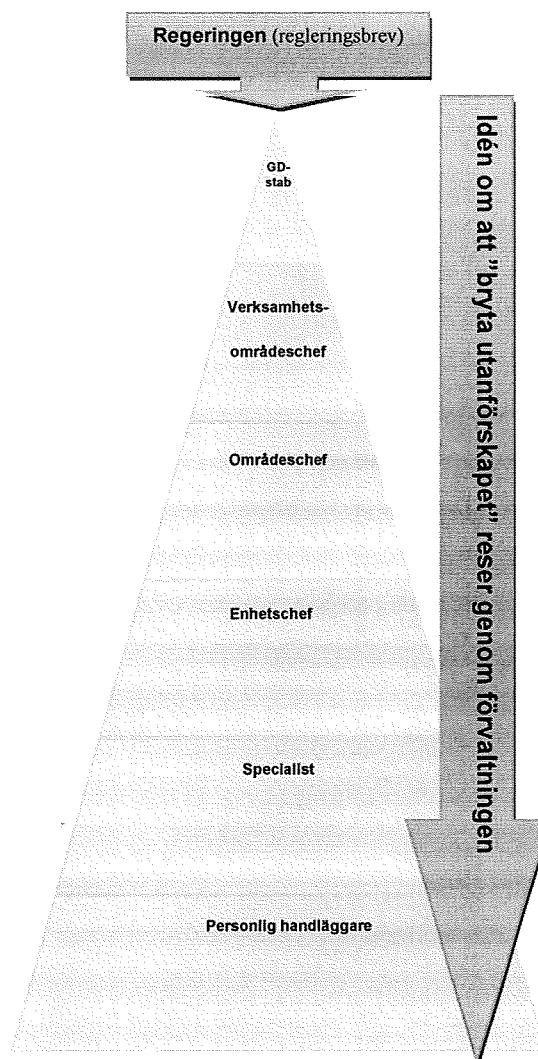 Regeringen (regleringsbrev)
GD-
stab
Verksamhets-
områdeschef
Områdeschef
Enhetschef
Specialist
Personlig handläggare
Idén om att ”bryta utanförskapet” reser genom förvaltningen